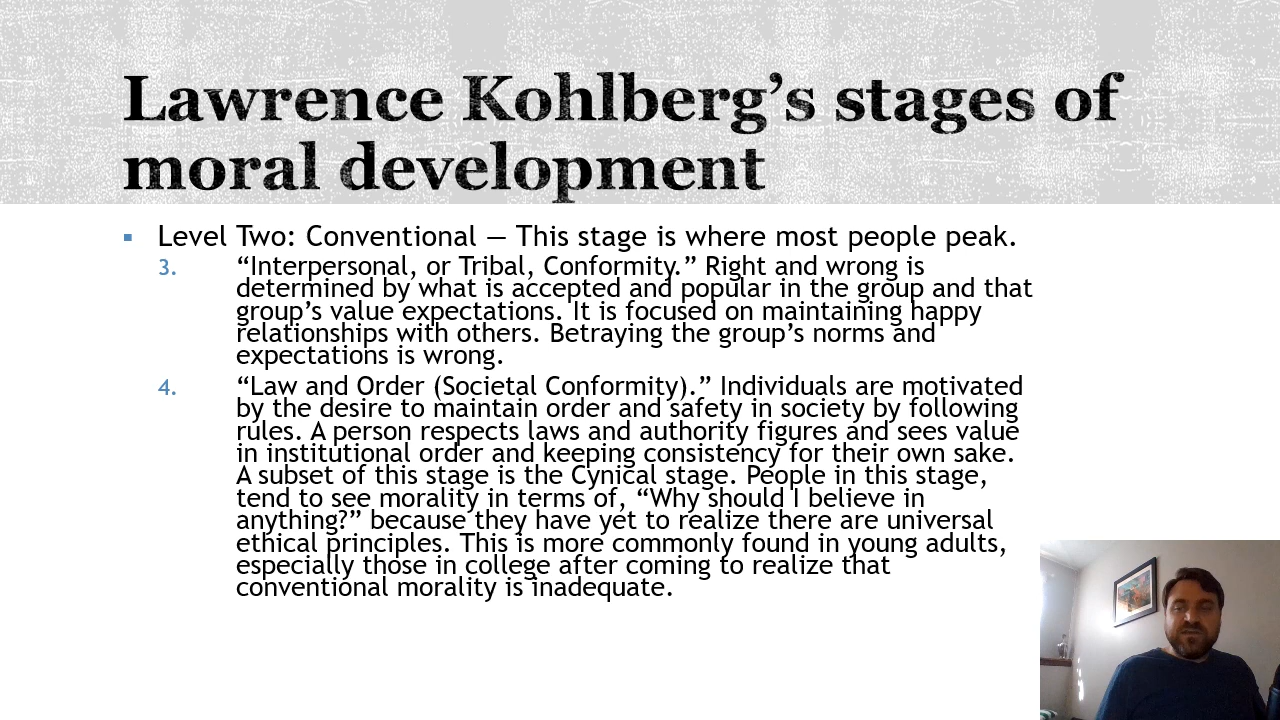 Lawrence Kohlberg’s stages of
moral development
▪ Level Two: Conventional — This stage is where most people peak.
3. “Interpersonal, or Tribal, Conformity.” Right and wrong is
determined by what is accepted and popular in the group and that
group’s value expectations. It is focused on maintaining happy
relationships with others. Betraying the group’s norms and
expectations is wrong.
4. “Law and Order (Societal Conformity).” Individuals are motivated
by the desire to maintain order and safety in society by following
rules. A person respects laws and authority figures and sees value
in institutional order and keeping consistency for their own sake.
A subset of this stage is the Cynical stage. People in this stage,
tend to see morality in terms of, “Why should I believe in
anything?” because they have yet to realize there are universal
ethical principles. This is more commonly found in young adults,
especially those in college after coming to realize that
conventional morality is inadequate.